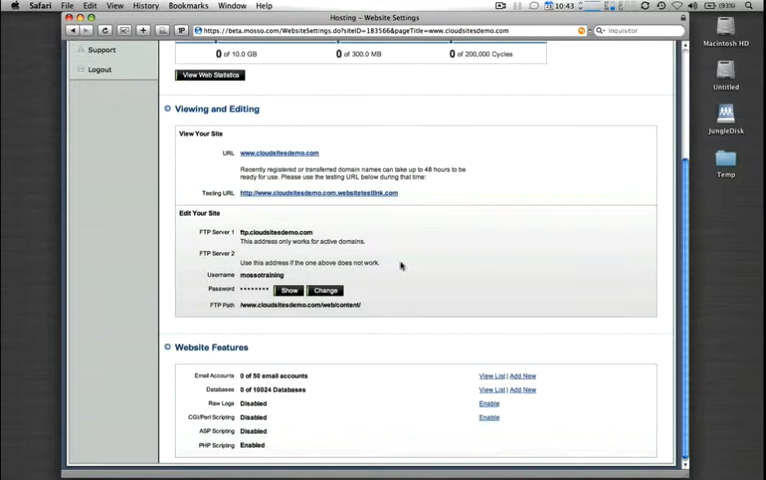 Safari File Edit View History Bookmarks Window Help 10:43 (93%)
Hosting – Website Settings
https://beta.mosso.com/WebsiteSettings.do?siteID=183566&pageTitle=www.cloudsitesdemo.com
Inquisitor
Macintosh HD
Untitled
JungleDisk
Temp
Support
Logout
0 of 10.0 GB 0 of 300.0 MB 0 of 200,000 Cycles
View Web Statistics
Viewing and Editing
View Your Site
URL www.cloudsitesdemo.com
Recently registered or transferred domain names can take up to 48 hours to be
ready for use. Please use the testing URL below during that time:
Testing URL http://www.cloudsitesdemo.com.websitetestlink.com
Edit Your Site
FTP Server 1 ftp.cloudsitesdemo.com
This address only works for active domains.
FTP Server 2
Use this address if the one above does not work.
Username mossotraining
Password •••••••• Show Change
FTP Path /www.cloudsitesdemo.com/web/content/
Website Features
Email Accounts 0 of 50 email accounts View List | Add New
Databases 0 of 10024 Databases View List | Add New
Raw Logs Disabled Enable
CGI/Perl Scripting Disabled Enable
ASP Scripting Disabled
PHP Scripting Enabled